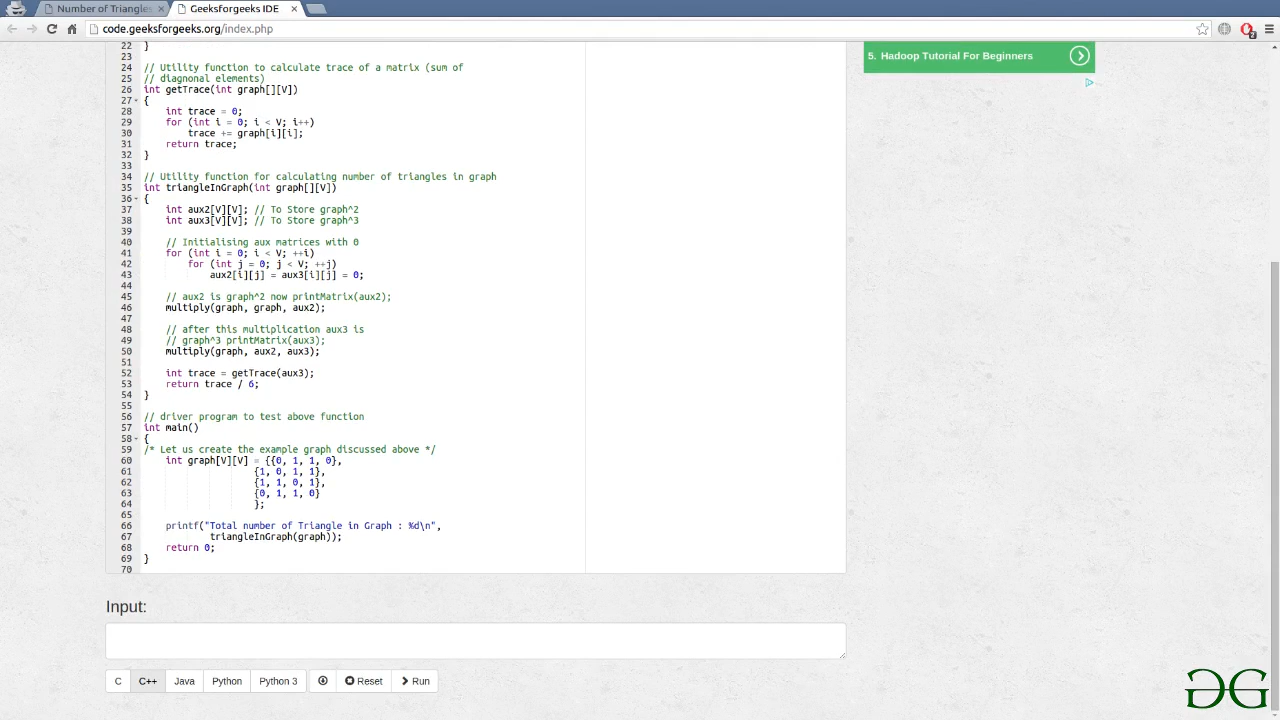 Number of Triangles
Geeksforgeeks IDE
code.geeksforgeeks.org/index.php
2
22 }
23
24 // Utility function to calculate trace of a matrix (sum of
25 // diagnonal elements)
26 int getTrace(int graph[][V])
27 {
28 int trace = 0;
29 for (int i = 0; i < V; i++)
30 trace += graph[i][i];
31 return trace;
32 }
33
34 // Utility function for calculating number of triangles in graph
35 int triangleInGraph(int graph[][V])
36 {
37 int aux2[V][V]; // To Store graph^2
38 int aux3[V][V]; // To Store graph^3
39
40 // Initialising aux matrices with 0
41 for (int i = 0; i < V; ++i)
42 for (int j = 0; j < V; ++j)
43 aux2[i][j] = aux3[i][j] = 0;
44
45 // aux2 is graph^2 now printMatrix(aux2);
46 multiply(graph, graph, aux2);
47
48 // after this multiplication aux3 is
49 // graph^3 printMatrix(aux3);
50 multiply(graph, aux2, aux3);
51
52 int trace = getTrace(aux3);
53 return trace / 6;
54 }
55
56 // driver program to test above function
57 int main()
58 {
59 /* Let us create the example graph discussed above */
60 int graph[V][V] = {{0, 1, 1, 0},
61 {1, 0, 1, 1},
62 {1, 1, 0, 1},
63 {0, 1, 1, 0}
64 };
65
66 printf("Total number of Triangle in Graph : %d\n",
67 triangleInGraph(graph));
68 return 0;
69 }
70
5. Hadoop Tutorial For Beginners
Input:
C C++ Java Python Python 3 Reset Run
GG